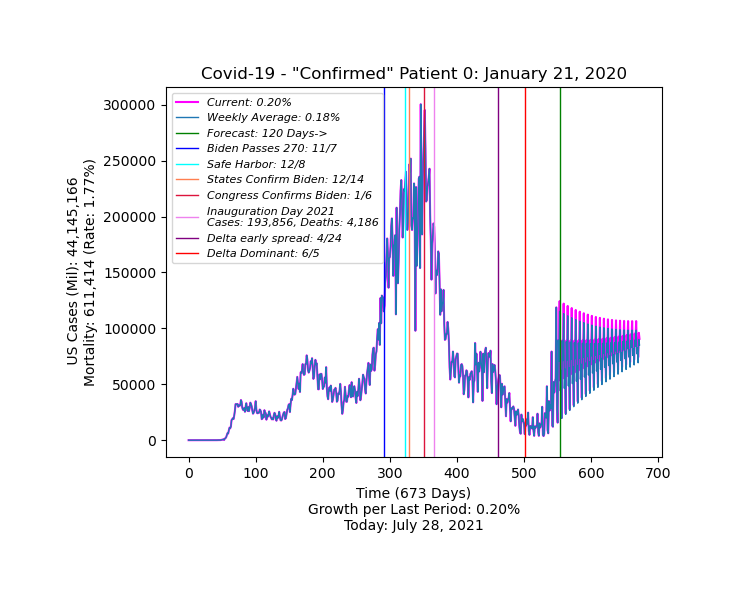 Covid-19 - "Confirmed" Patient 0: January 21, 2020
US Cases (Mil): 44,145,166
Mortality: 611,414 (Rate: 1.77%)
300000
250000
200000
150000
100000
50000
0
Current: 0.20%
Weekly Average: 0.18%
Forecast: 120 Days->
Biden Passes 270: 11/7
Safe Harbor: 12/8
States Confirm Biden: 12/14
Congress Confirms Biden: 1/6
Inauguration Day 2021
Cases: 193,856, Deaths: 4,186
Delta early spread: 4/24
Delta Dominant: 6/5
0 100 200 300 400 500 600 700
Time (673 Days)
Growth per Last Period: 0.20%
Today: July 28, 2021